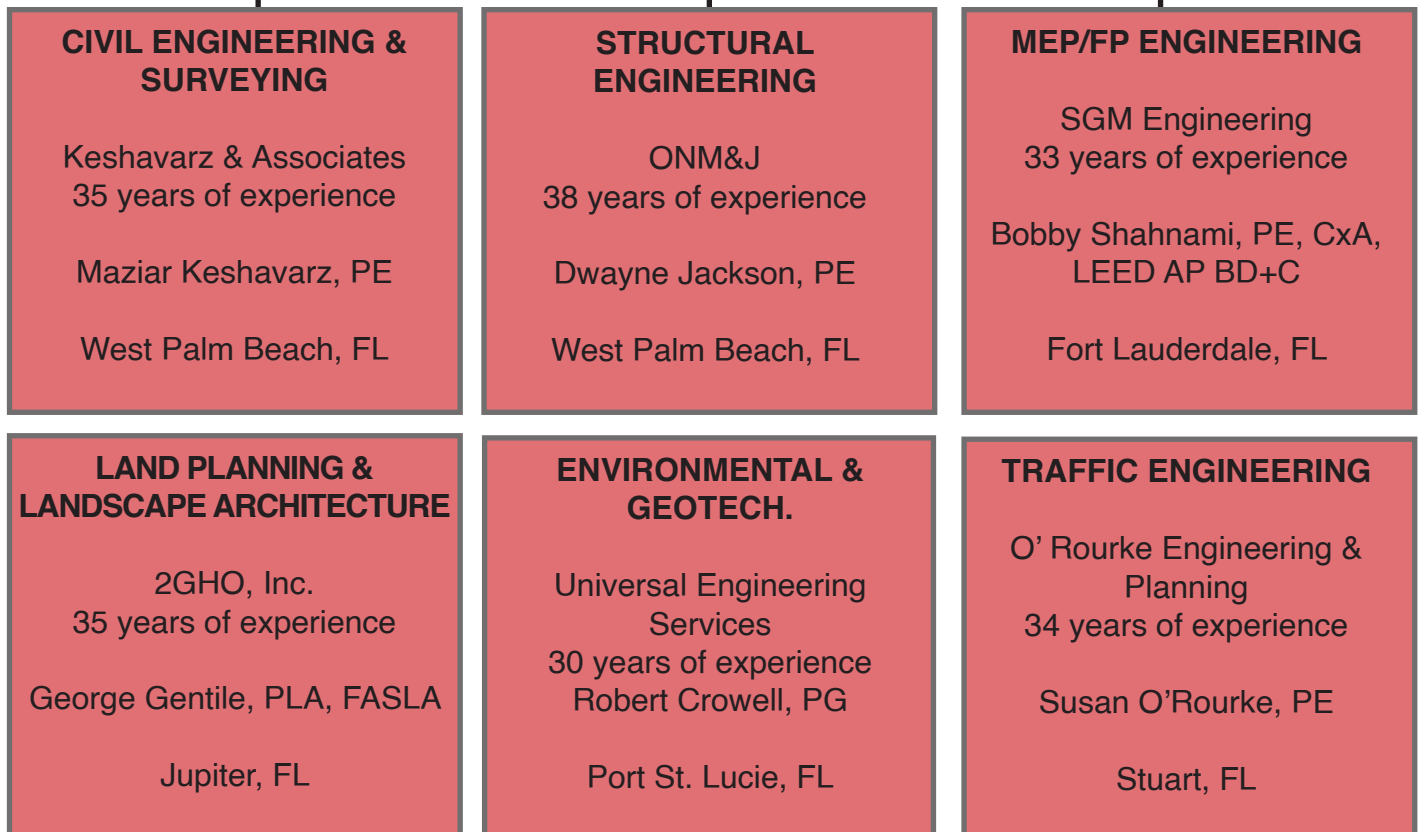 CIVIL ENGINEERING &
SURVEYING
Keshavarz & Associates
35 years of experience
Maziar Keshavarz, PE
West Palm Beach, FL
STRUCTURAL
ENGINEERING
ONM&J
38 years of experience
Dwayne Jackson, PE
West Palm Beach, FL
MEP/FP ENGINEERING
SGM Engineering
33 years of experience
Bobby Shahnami, PE, CxA,
LEED AP BD+C
Fort Lauderdale, FL
LAND PLANNING &
LANDSCAPE ARCHITECTURE
2GHO, Inc.
35 years of experience
George Gentile, PLA, FASLA
Jupiter, FL
ENVIRONMENTAL &
GEOTECH.
Universal Engineering
Services
30 years of experience
Robert Crowell, PG
Port St. Lucie, FL
TRAFFIC ENGINEERING
O’ Rourke Engineering &
Planning
34 years of experience
Susan O’Rourke, PE
Stuart, FL